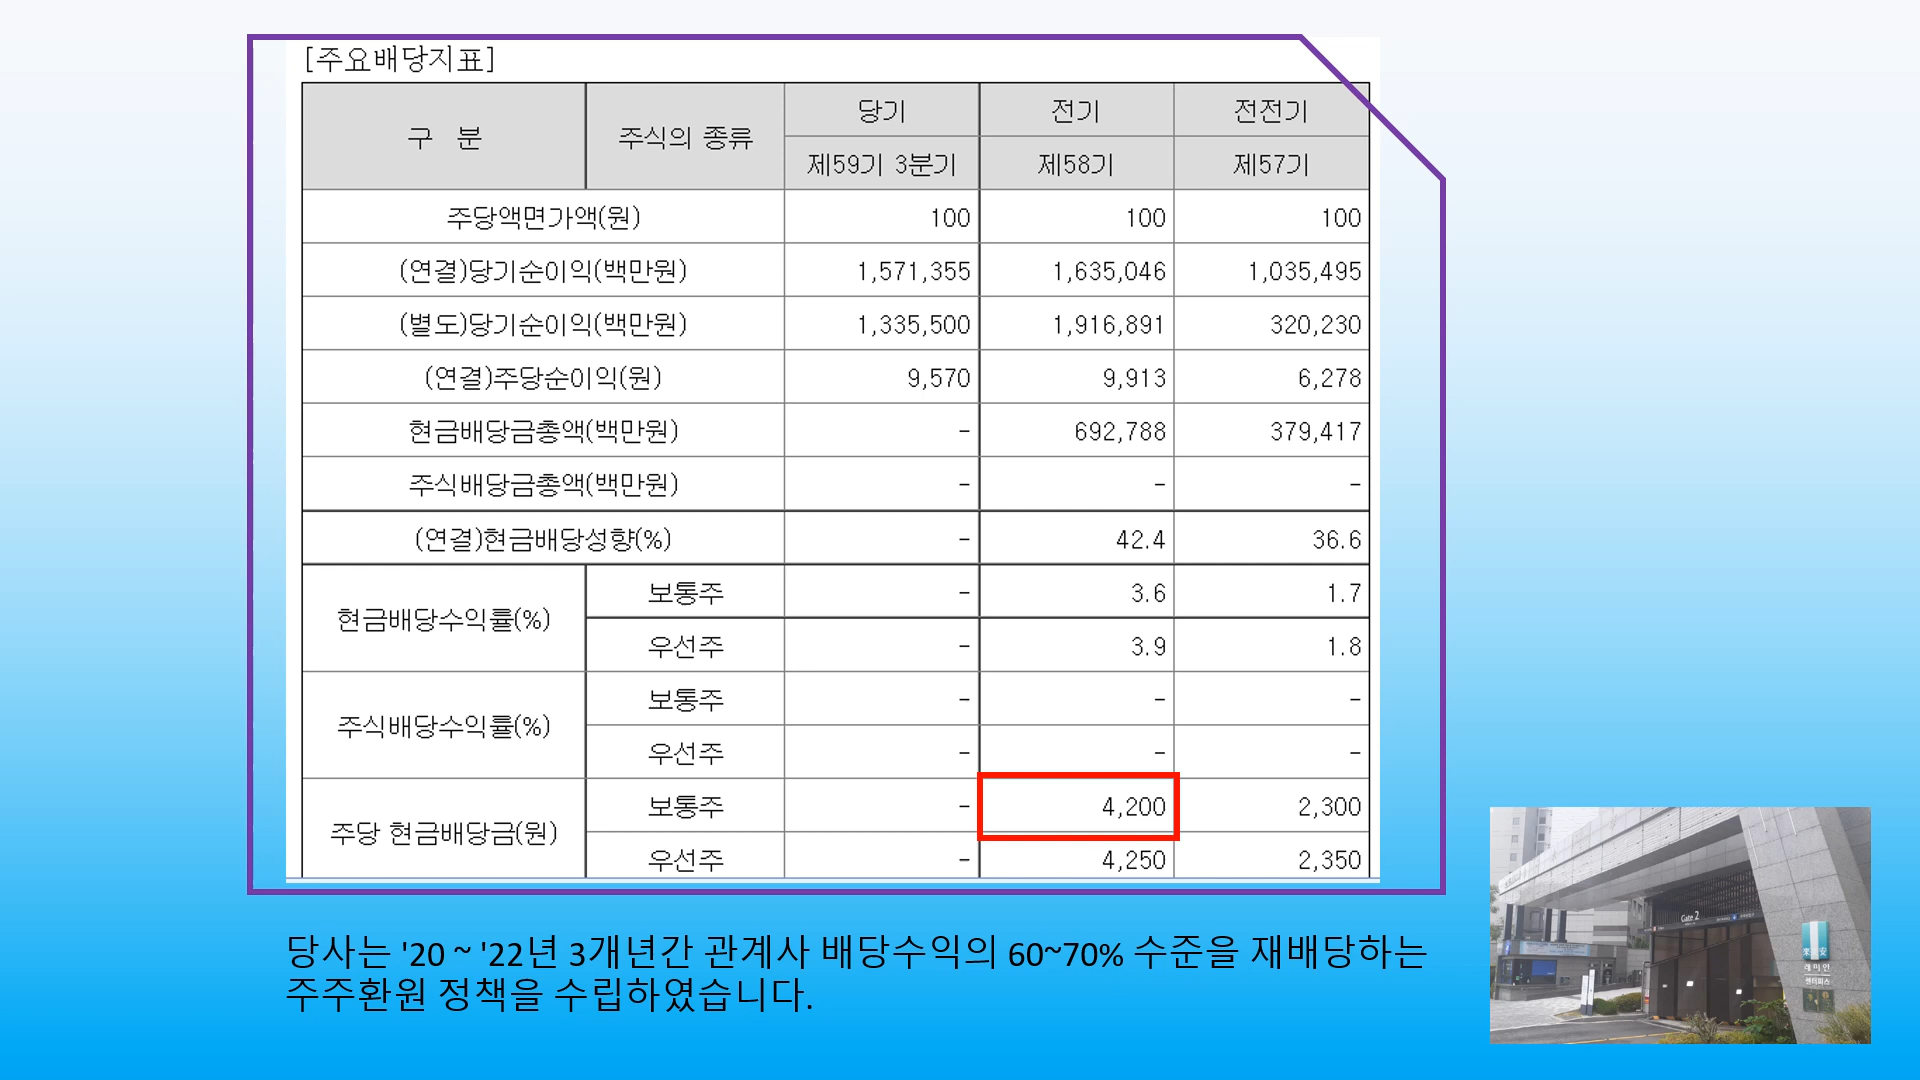 [주요배당지표]
구 분 주식의 종류 당기 전기 전전기
제59기 3분기 제58기 제57기
주당액면가액(원) 100 100 100
(연결)당기순이익(백만원) 1,571,355 1,635,046 1,035,495
(별도)당기순이익(백만원) 1,335,500 1,916,891 320,230
(연결)주당순이익(원) 9,570 9,913 6,278
현금배당금총액(백만원) - 692,788 379,417
주식배당금총액(백만원) - - -
(연결)현금배당성향(%) - 42.4 36.6
현금배당수익률(%) 보통주 - 3.6 1.7
우선주 - 3.9 1.8
주식배당수익률(%) 보통주 - - -
우선주 - - -
주당 현금배당금(원) 보통주 - 4,200 2,300
우선주 - 4,250 2,350
당사는 '20 ~ '22년 3개년간 관계사 배당수익의 60~70% 수준을 재배당하는
주주환원 정책을 수립하였습니다.
Gate 2
래미안
센터피스